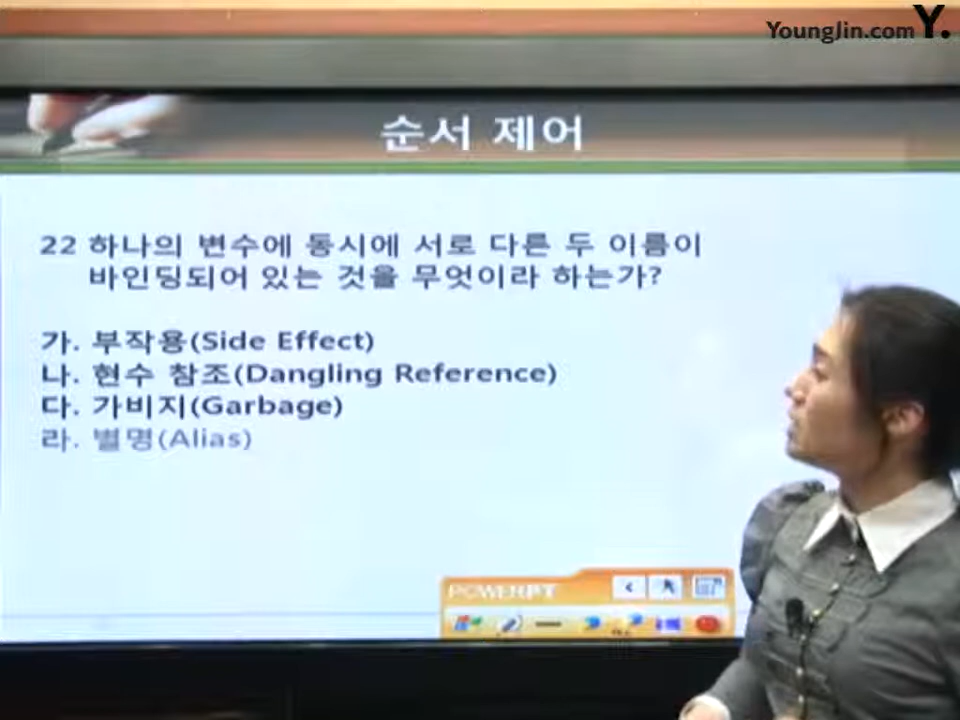 YoungJin.com Y.
순서 제어
22 하나의 변수에 동시에 서로 다른 두 이름이
바인딩되어 있는 것을 무엇이라 하는가?
가. 부작용(Side Effect)
나. 현수 참조(Dangling Reference)
다. 가비지(Garbage)
라. 별명(Alias)
POWERPT